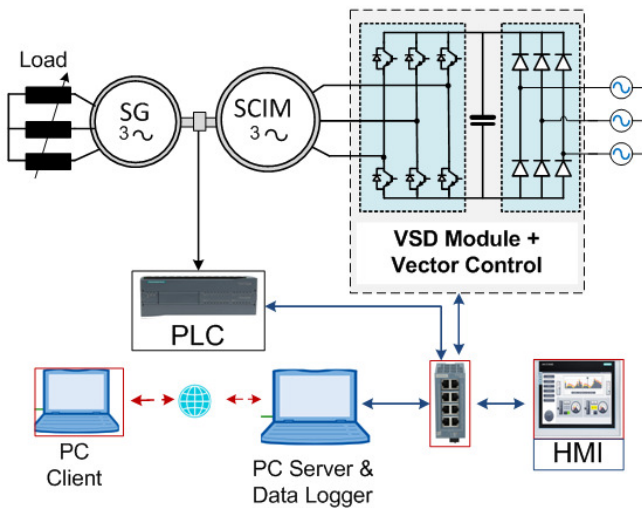 Load
SG
3
SCIM
3
VSD Module +
Vector Control
PLC
PC
Client
PC Server &
Data Logger
HMI